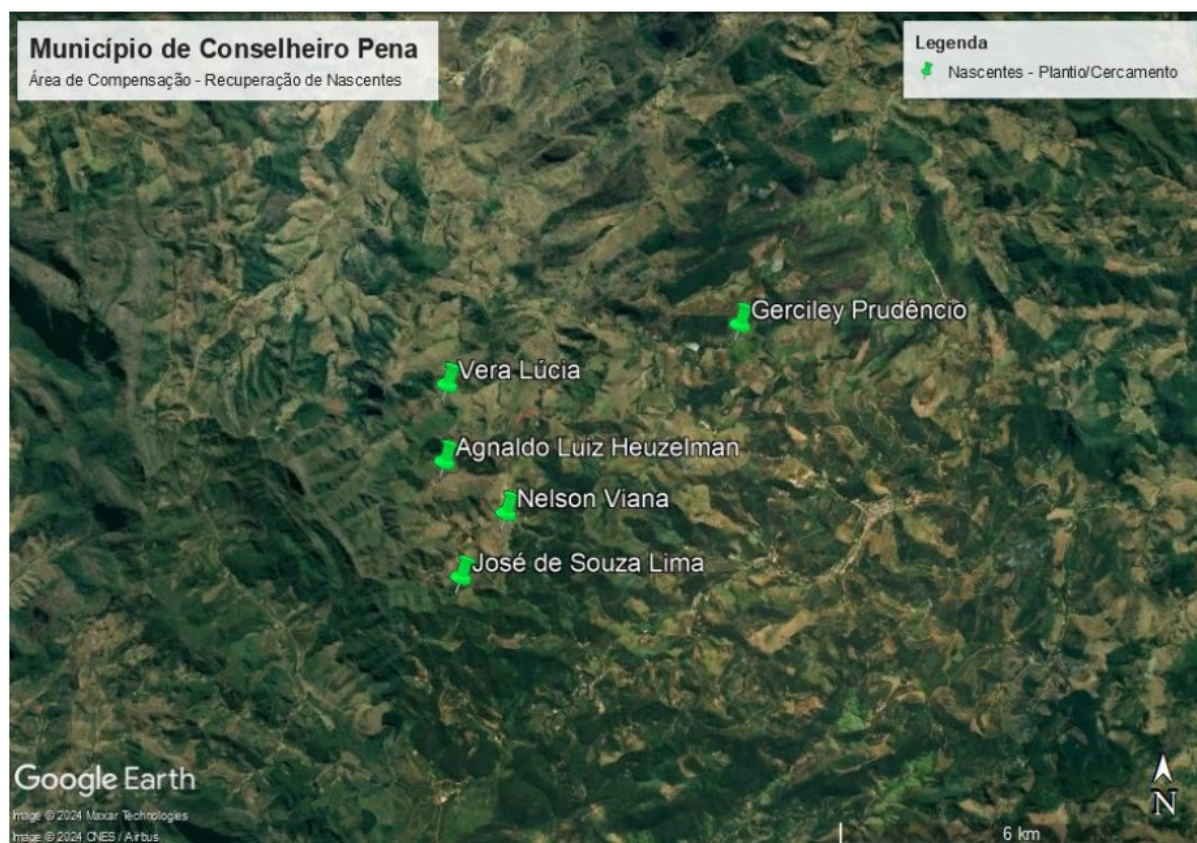 Município de Conselheiro Pena
Área de Compensação - Recuperação de Nascentes
Legenda
Nascentes - Plantio/Cercamento
Gerciley Prudêncio
Vera Lúcia
Agnaldo Luiz Heuzelman
Nelson Viana
José de Souza Lima
Google Earth
Image © 2024 Maxar Technologies
Image © 2024 CNES / Airbus
N
6 km